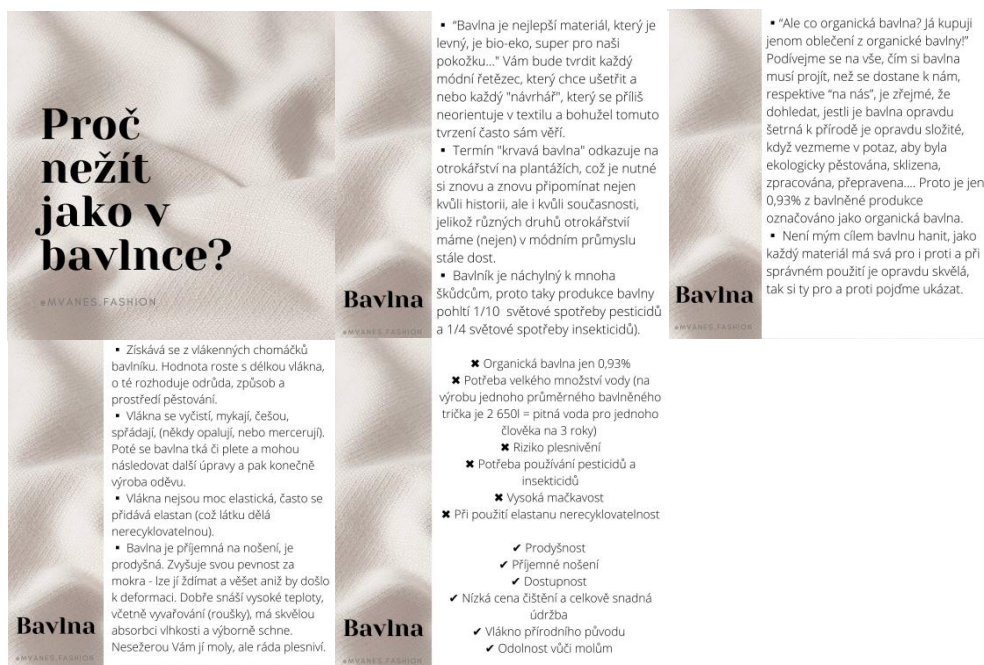 Proč
nežít
jako v
bavlnce?
@MVANES.FASHION
▪ “Bavlna je nejlepší materiál, který je
levný, je bio-eko, super pro naši
pokožku..." Vám bude tvrdit každý
módní řetězec, který chce ušetřit a
nebo každý "návrhář", který se příliš
neorientuje v textilu a bohužel tomuto
tvrzení často sám věří.
▪ Termín "krvavá bavlna" odkazuje na
otrokářství na plantážích, což je nutné
si znovu a znovu připomínat nejen
kvůli historii, ale i kvůli současnosti,
jelikož různých druhů otrokářstvií
máme (nejen) v módním průmyslu
stále dost.
▪ Bavlník je náchylný k mnoha
škůdcům, proto taky produkce bavlny
pohltí 1/10 světové spotřeby pesticidů
a 1/4 světové spotřeby insekticidů).
Bavlna
@MVANES.FASHION
▪ “Ale co organická bavlna? Já kupuji
jenom oblečení z organické bavlny!”
Podívejme se na vše, čím si bavlna
musí projít, než se dostane k nám,
respektive “na nás”, je zřejmé, že
dohledat, jestli je bavlna opravdu
šetrná k přírodě je opravdu složité,
když vezmeme v potaz, aby byla
ekologicky pěstována, sklizena,
zpracována, přepravena.... Proto je jen
0,93% z bavlněné produkce
označováno jako organická bavlna.
▪ Není mým cílem bavlnu hanit, jako
každý materiál má svá pro i proti a při
správném použití je opravdu skvělá,
tak si ty pro a proti pojďme ukázat.
Bavlna
@MVANES.FASHION
▪ Získává se z vlákenných chomáčků
bavlníku. Hodnota roste s délkou vlákna,
o té rozhoduje odrůda, způsob a
prostředí pěstování.
▪ Vlákna se vyčistí, mykají, češou,
spřádají, (někdy opalují, nebo mercerují).
Poté se bavlna tká či plete a mohou
následovat další úpravy a pak konečně
výroba oděvu.
▪ Vlákna nejsou moc elastická, často se
přidává elastan (což látku dělá
nerecyklovatelnou).
▪ Bavlna je příjemná na nošení, je
prodyšná. Zvyšuje svou pevnost za
mokra - lze jí ždímat a věšet aniž by došlo
k deformaci. Dobře snáší vysoké teploty,
včetně vyvařování (roušky), má skvělou
absorbci vlhkosti a výborně schne.
Nesežerou Vám jí moly, ale ráda plesniví.
Bavlna
@MVANES.FASHION
✖ Organická bavlna jen 0,93%
✖ Potřeba velkého množství vody (na
výrobu jednoho průměrného bavlněného
trička je 2 650l = pitná voda pro jednoho
člověka na 3 roky)
✖ Riziko plesnivění
✖ Potřeba používání pesticidů a
insekticidů
✖ Vysoká mačkavost
✖ Při použití elastanu nerecyklovatelnost
✔ Prodyšnost
✔ Příjemné nošení
✔ Dostupnost
✔ Nízká cena čištění a celkově snadná
údržba
✔ Vlákno přírodního původu
✔ Odolnost vůči molům
Bavlna
@MVANES.FASHION